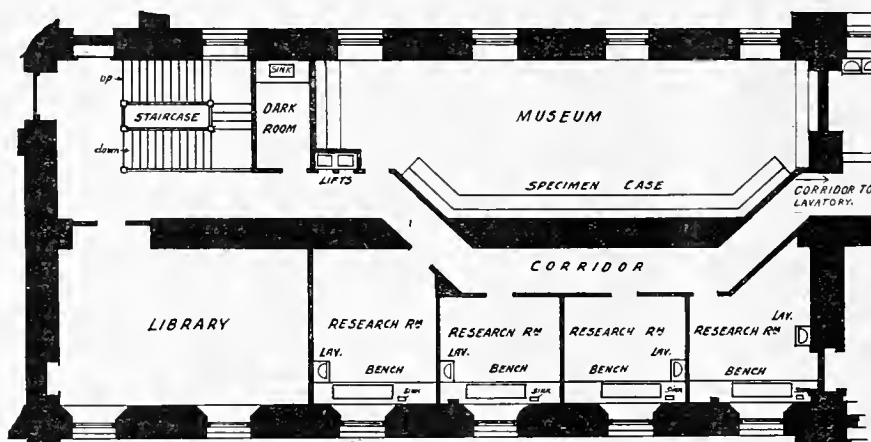 SINK
up
STAIRCASE
down
DARK
ROOM
LIFTS
MUSEUM
SPECIMEN CASE
CORRIDOR TO
LAVATORY.
CORRIDOR
LIBRARY
RESEARCH RM
LAV.
BENCH
SINK
RESEARCH RM
LAV.
BENCH
SINK
RESEARCH RM
LAV.
BENCH
SINK
RESEARCH RM
LAV.
BENCH
SINK